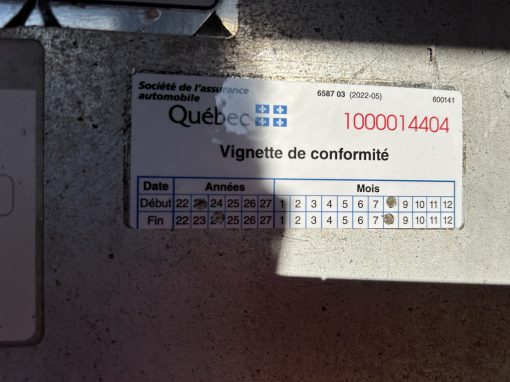 Société de l'assurance
automobile
Québec
6587 03 (2022-05)
600141
1000014404
Vignette de conformité
Date Années Mois
Début 22 24 25 26 27 1 2 3 4 5 6 7 9 10 11 12
Fin 22 23 25 26 27 1 2 3 4 5 6 7 9 10 11 12